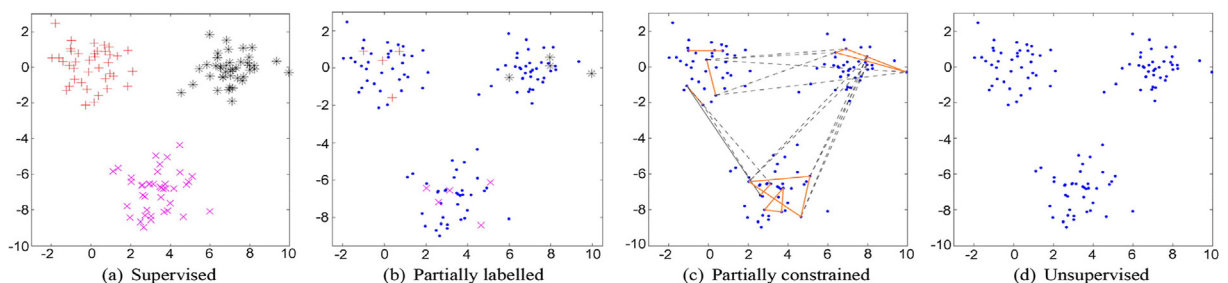 2 2 2 2
0 0 0 0
-2 -2 -2 -2
-4 -4 -4 -4
-6 -6 -6 -6
-8 -8 -8 -8
-10 -10 -10
-2 0 2 4 6 8 10 -2 0 2 4 6 8 10 -2 0 2 4 6 8 10 -2 0 2 4 6 8 10
(a) Supervised (b) Partially labelled (c) Partially constrained (d) Unsupervised